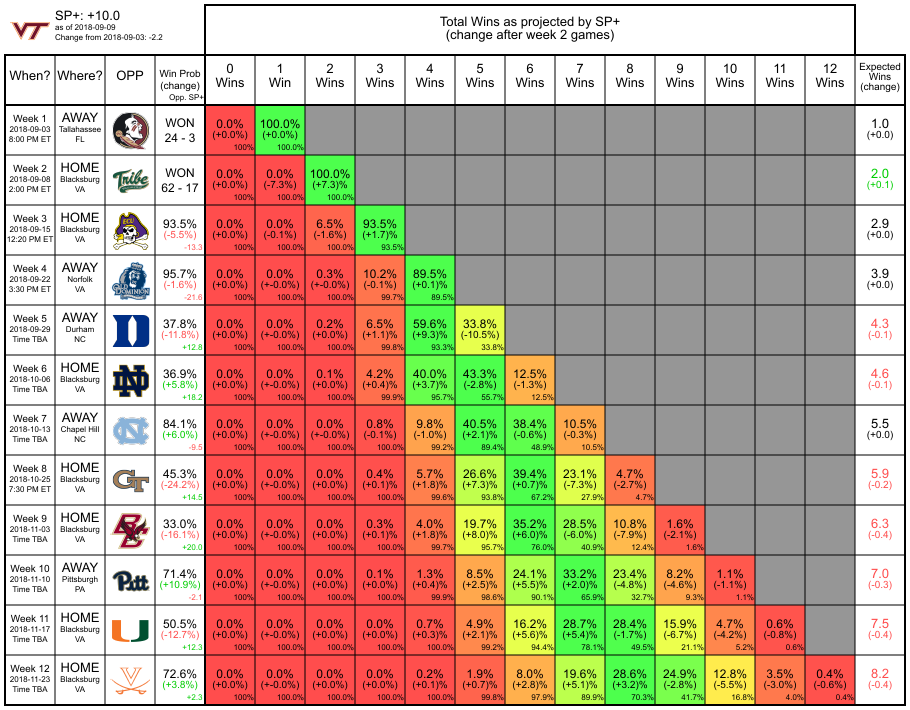 SP+: +10.0
as of 2018-09-09
Change from 2018-09-03: -2.2
Total Wins as projected by SP+
(change after week 2 games)
When? Where? OPP Win Prob (change) Opp. SP+ 0 Wins 1 Win 2 Wins 3 Wins 4 Wins 5 Wins 6 Wins 7 Wins 8 Wins 9 Wins 10 Wins 11 Wins 12 Wins Expected Wins (change)
Week 1 AWAY WON 0.0% 100.0% 1.0
2018-09-03 Tallahassee 24 - 3 (+0.0%) (+0.0%) (+0.0)
8:00 PM ET FL 100% 100.0%
Week 2 HOME Tribe WON 0.0% 0.0% 100.0% 2.0
2018-09-08 Blacksburg 62 - 17 (+0.0%) (-7.3%) (+7.3)% (+0.1)
2:00 PM ET VA 100% 100.0% 100.0%
Week 3 HOME ECU 93.5% 0.0% 0.0% 6.5% 93.5% 2.9
2018-09-15 Blacksburg (-5.5%) (+0.0%) (-0.1%) (-1.6%) (+1.7)% (+0.0)
12:20 PM ET VA -13.3 100% 100.0% 100.0% 93.5%
Week 4 AWAY OLD DOMINION 95.7% 0.0% 0.0% 0.3% 10.2% 89.5% 3.9
2018-09-22 Norfolk (-1.6%) (+0.0%) (+-0.0%) (+0.0%) (-0.1%) (+0.1)% (+0.0)
3:30 PM ET VA -21.6 100% 100.0% 100.0% 99.7% 89.5%
Week 5 AWAY D 37.8% 0.0% 0.0% 0.2% 6.5% 59.6% 33.8% 4.3
2018-09-29 Durham (-11.8%) (+0.0%) (+-0.0%) (+0.0%) (+1.1)% (+9.3)% (-10.5%) (-0.1)
Time TBA NC +12.8 100% 100.0% 100.0% 99.8% 93.3% 33.8%
Week 6 HOME ND 36.9% 0.0% 0.0% 0.1% 4.2% 40.0% 43.3% 12.5% 4.6
2018-10-06 Blacksburg (+5.8%) (+0.0%) (+-0.0%) (+0.0%) (+0.4)% (+3.7)% (-2.8%) (-1.3%) (-0.1)
Time TBA VA +18.2 100% 100.0% 100.0% 99.9% 95.7% 55.7% 12.5%
Week 7 AWAY NC 84.1% 0.0% 0.0% 0.0% 0.8% 9.8% 40.5% 38.4% 10.5% 5.5
2018-10-13 Chapel Hill (+6.0%) (+0.0%) (+-0.0%) (+-0.0%) (-0.1%) (-1.0%) (+2.1)% (-0.6%) (-0.3%) (+0.0)
Time TBA NC -9.5 100% 100.0% 100.0% 100.0% 99.2% 89.4% 48.9% 10.5%
Week 8 HOME GT 45.3% 0.0% 0.0% 0.0% 0.4% 5.7% 26.6% 39.4% 23.1% 4.7% 5.9
2018-10-25 Blacksburg (-24.2%) (+0.0%) (+-0.0%) (+0.0%) (+0.1)% (+1.8)% (+7.3)% (+0.7)% (-7.3%) (-2.7%) (-0.2)
7:30 PM ET VA +14.5 100% 100.0% 100.0% 100.0% 99.6% 93.8% 67.2% 27.9% 4.7%
Week 9 HOME BC 33.0% 0.0% 0.0% 0.0% 0.3% 4.0% 19.7% 35.2% 28.5% 10.8% 1.6% 6.3
2018-11-03 Blacksburg (-16.1%) (+0.0%) (+-0.0%) (+0.0%) (+0.1)% (+1.8)% (+8.0)% (+6.0)% (-6.0%) (-7.9%) (-2.1%) (-0.4)
Time TBA VA +20.0 100% 100.0% 100.0% 100.0% 99.7% 95.7% 76.0% 40.9% 12.4% 1.6%
Week 10 AWAY Pitt 71.4% 0.0% 0.0% 0.0% 0.1% 1.3% 8.5% 24.1% 33.2% 23.4% 8.2% 1.1% 7.0
2018-11-10 Pittsburgh (+10.9%) (+0.0%) (+-0.0%) (+-0.0%) (+0.0%) (+0.4)% (+2.5)% (+5.5)% (+2.0)% (-4.8%) (-4.6%) (-1.1%) (-0.3)
Time TBA PA -2.1 100% 100.0% 100.0% 100.0% 99.9% 98.6% 90.1% 65.9% 32.7% 9.3% 1.1%
Week 11 HOME U 50.5% 0.0% 0.0% 0.0% 0.0% 0.7% 4.9% 16.2% 28.7% 28.4% 15.9% 4.7% 0.6% 7.5
2018-11-17 Blacksburg (-12.7%) (+0.0%) (+-0.0%) (+-0.0%) (+0.0%) (+0.3)% (+2.1)% (+5.6)% (+5.4)% (-1.7%) (-6.7%) (-4.2%) (-0.8%) (-0.4)
Time TBA VA +12.3 100% 100.0% 100.0% 100.0% 100.0% 99.2% 94.4% 78.1% 49.5% 21.1% 5.2% 0.6%
Week 12 HOME 72.6% 0.0% 0.0% 0.0% 0.0% 0.2% 1.9% 8.0% 19.6% 28.6% 24.9% 12.8% 3.5% 0.4% 8.2
2018-11-23 Blacksburg (+3.8%) (+0.0%) (+-0.0%) (+-0.0%) (+0.0%) (+0.1)% (+0.7)% (+2.8)% (+5.1)% (+3.2)% (-2.8%) (-5.5%) (-3.0%) (-0.6%) (-0.4)
Time TBA VA +2.3 100% 100.0% 100.0% 100.0% 100.0% 99.8% 97.9% 89.9% 70.3% 41.7% 16.8% 4.0% 0.4%